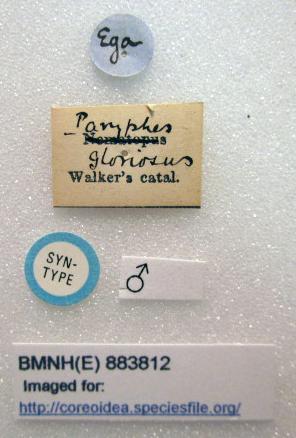 Ega
Paryphes
Nematopus
gloriosus
Walker's catal.
SYN-
TYPE
♂
BMNH(E) 883812
Imaged for:
http://coreoidea.speciesfile.org/